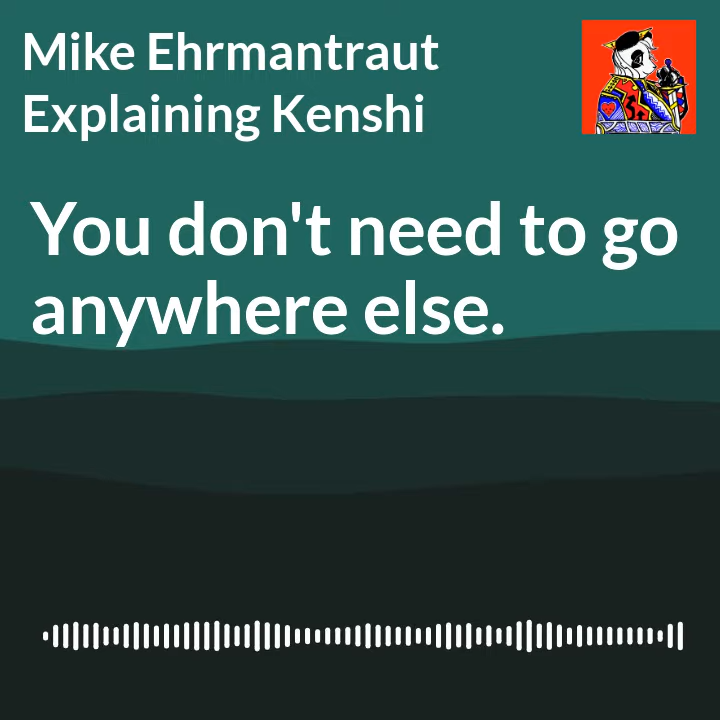 Mike Ehrmantraut
Explaining Kenshi
You don't need to go
anywhere else.